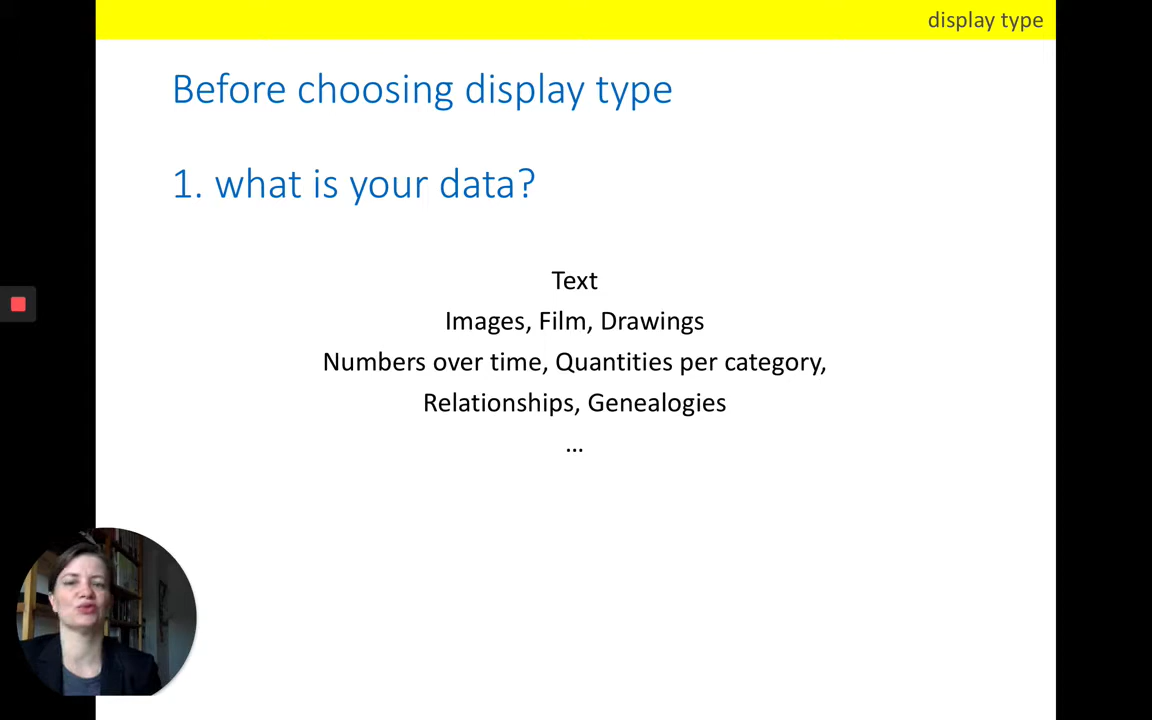 display type
Before choosing display type
1. what is your data?
Text
Images, Film, Drawings
Numbers over time, Quantities per category,
Relationships, Genealogies
...